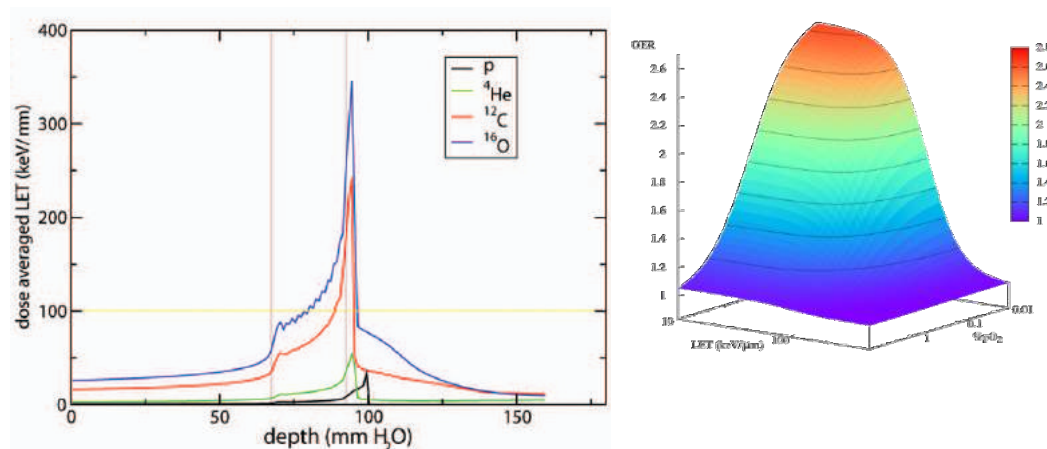 400
300
200
100
0
dose averaged LET (keV/mm)
p
⁴He
¹²C
¹⁶O
0
50
100
150
depth (mm H₂O)
OER
2.6
2.4
2.2
2
1.8
1.6
1.4
1.2
1
10
LET (keV/μm)
100
1
0.1
0.01
%pO₂
2
1